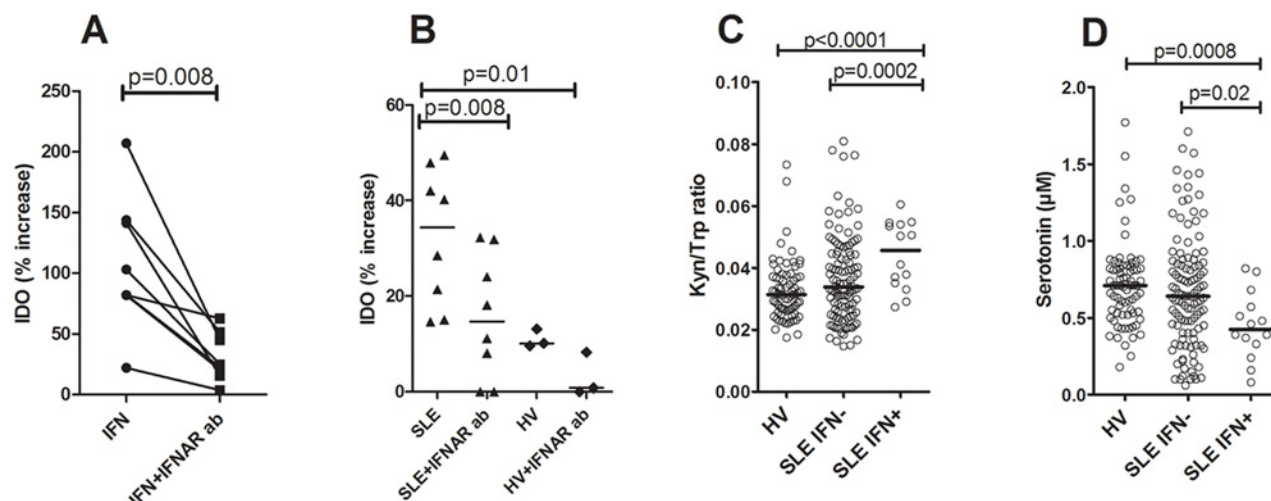 A
p=0.008
IDO (% increase)
250
200
150
100
50
0
IFN
IFN+IFNAR ab
B
p=0.01
p=0.008
IDO (% increase)
60
40
20
0
SLE
SLE+IFNAR ab
HV
HV+IFNAR ab
C
p<0.0001
p=0.0002
Kyn/Trp ratio
0.10
0.08
0.06
0.04
0.02
0.00
HV
SLE IFN-
SLE IFN+
D
p=0.0008
p=0.02
Serotonin (µM)
2.0
1.5
1.0
0.5
0.0
HV
SLE IFN-
SLE IFN+